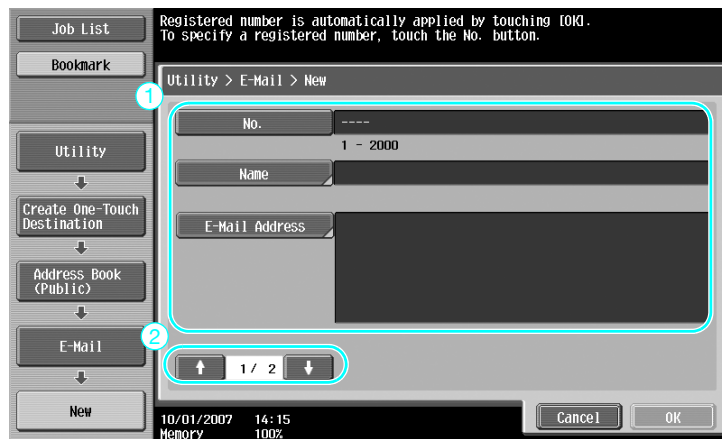 Job List
Bookmark
Registered number is automatically applied by touching [OK].
To specify a registered number, touch the No. button.
Utility > E-Mail > New
1
No.
----
1 - 2000
Name
E-Mail Address
Utility
Create One-Touch
Destination
Address Book
(Public)
E-Mail
New
2
1/ 2
10/01/2007 14:15
Memory 100%
Cancel
OK